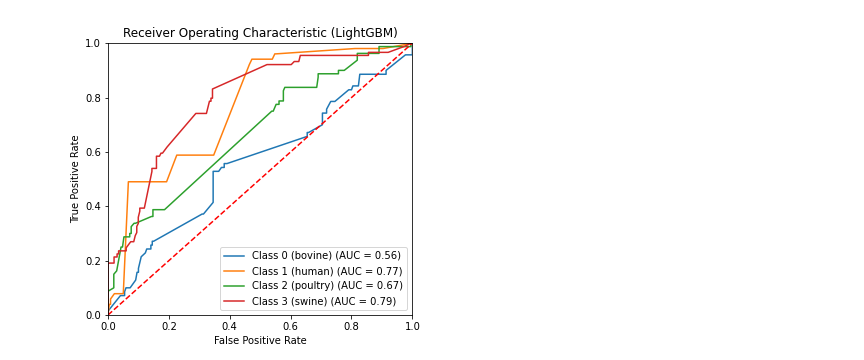 Receiver Operating Characteristic (LightGBM)
1.0
0.8
0.6
0.4
0.2
0.0
True Positive Rate
Class 0 (bovine) (AUC = 0.56)
Class 1 (human) (AUC = 0.77)
Class 2 (poultry) (AUC = 0.67)
Class 3 (swine) (AUC = 0.79)
0.0 0.2 0.4 0.6 0.8 1.0
False Positive Rate